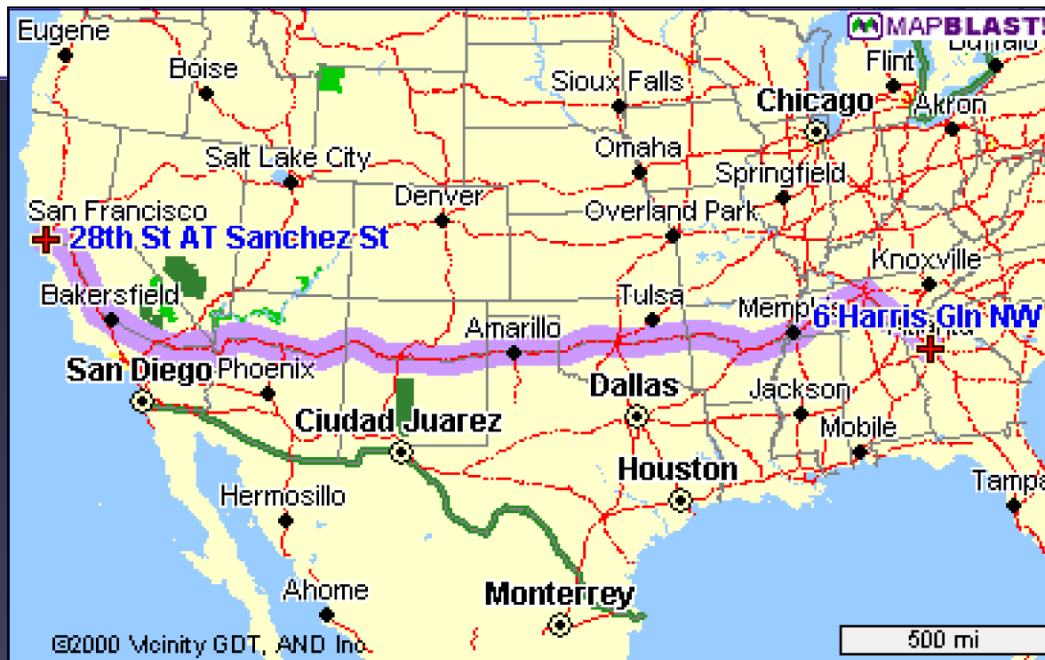 MAPBLAST!
Eugene
Buffalo
Flint
Boise
Sioux Falls
Chicago
Akron
Salt Lake City
Omaha
Springfield
Denver
San Francisco
Overland Park
28th St AT Sanchez St
Knoxville
Bakersfield
Tulsa
Memphis
6 Harris Gln NW
Amarillo
San Diego
Phoenix
Dallas
Jackson
Ciudad Juarez
Mobile
Houston
Hermosillo
Tampa
Ahome
Monterrey
©2000 Vicinity GDT, AND Inc
500 mi